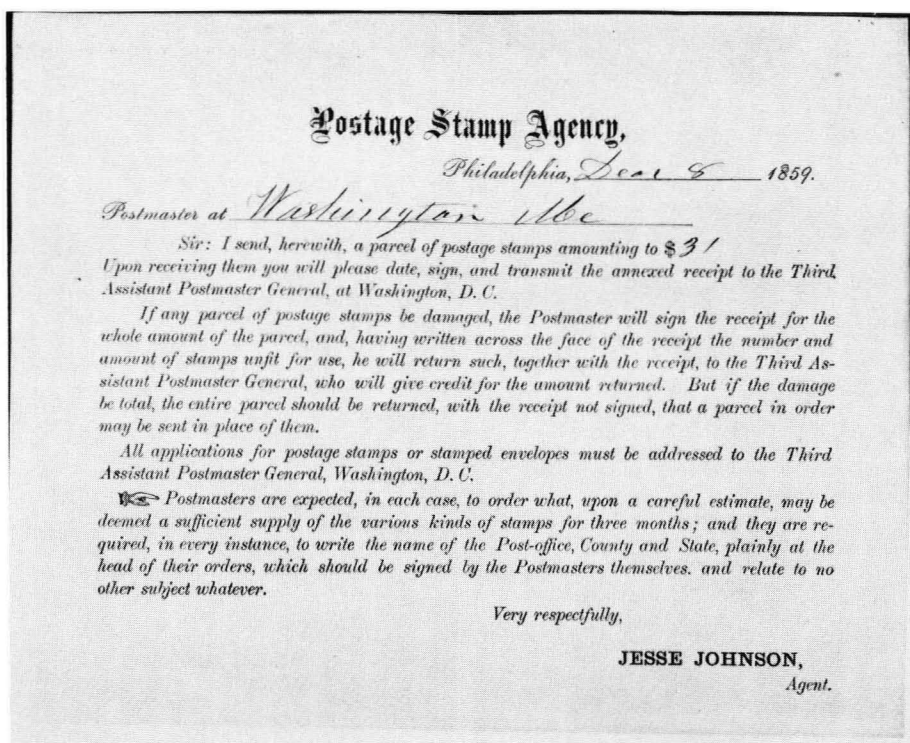 Postage Stamp Agency,
Philadelphia, Decr 8 1859.
Postmaster at Washington Me
Sir: I send, herewith, a parcel of postage stamps amounting to $31
Upon receiving them you will please date, sign, and transmit the annexed receipt to the Third
Assistant Postmaster General, at Washington, D. C.
If any parcel of postage stamps be damaged, the Postmaster will sign the receipt for the
whole amount of the parcel, and, having written across the face of the receipt the number and
amount of stamps unfit for use, he will return such, together with the receipt, to the Third As-
sistant Postmaster General, who will give credit for the amount returned. But if the damage
be total, the entire parcel should be returned, with the receipt not signed, that a parcel in order
may be sent in place of them.
All applications for postage stamps or stamped envelopes must be addressed to the Third
Assistant Postmaster General, Washington, D. C.
☞ Postmasters are expected, in each case, to order what, upon a careful estimate, may be
deemed a sufficient supply of the various kinds of stamps for three months; and they are re-
quired, in every instance, to write the name of the Post-office, County and State, plainly at the
head of their orders, which should be signed by the Postmasters themselves. and relate to no
other subject whatever.
Very respectfully,
JESSE JOHNSON,
Agent.